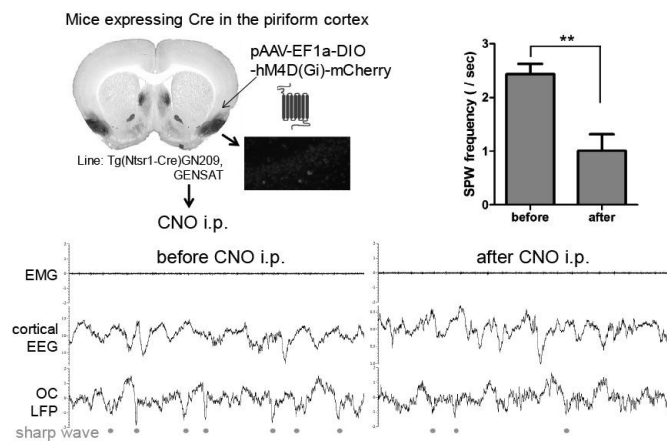 Mice expressing Cre in the piriform cortex
pAAV-EF1a-DIO
-hM4D(Gi)-mCherry
Line: Tg(Ntsr1-Cre)GN209,
GENSAT
CNO i.p.
SPW frequency ( / sec)
3
2
1
0
**
before
after
before CNO i.p.
after CNO i.p.
EMG
cortical
EEG
OC
LFP
sharp wave